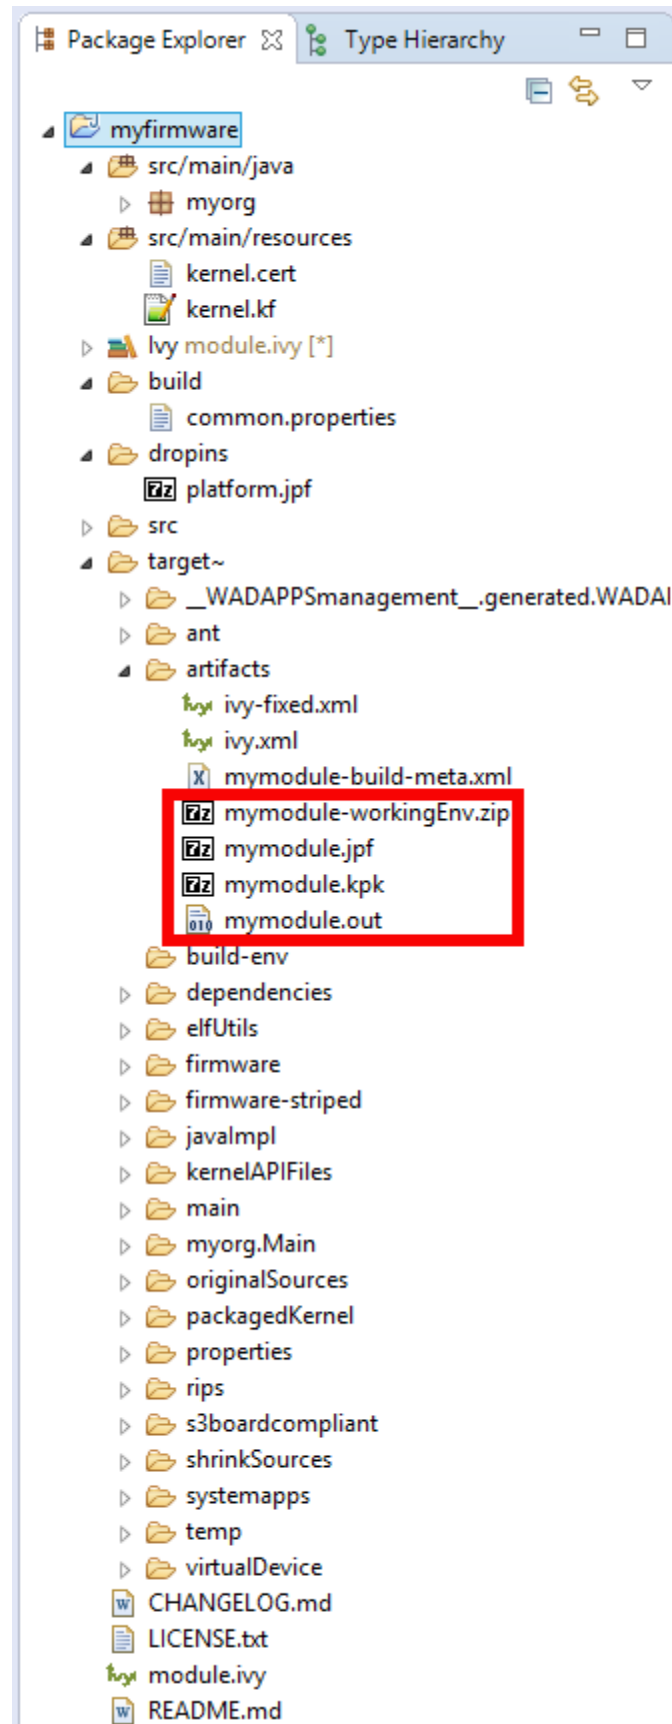 Package Explorer Type Hierarchy
myfirmware
src/main/java
myorg
src/main/resources
kernel.cert
kernel.kf
Ivy module.ivy [*]
build
common.properties
dropins
platform.jpf
src
target~
__WADAPPSmanagement__.generated.WADAI
ant
artifacts
ivy-fixed.xml
ivy.xml
mymodule-build-meta.xml
mymodule-workingEnv.zip
mymodule.jpf
mymodule.kpk
mymodule.out
build-env
dependencies
elfUtils
firmware
firmware-striped
javaImpl
kernelAPIFiles
main
myorg.Main
originalSources
packagedKernel
properties
rips
s3boardcompliant
shrinkSources
systemapps
temp
virtualDevice
CHANGELOG.md
LICENSE.txt
module.ivy
README.md